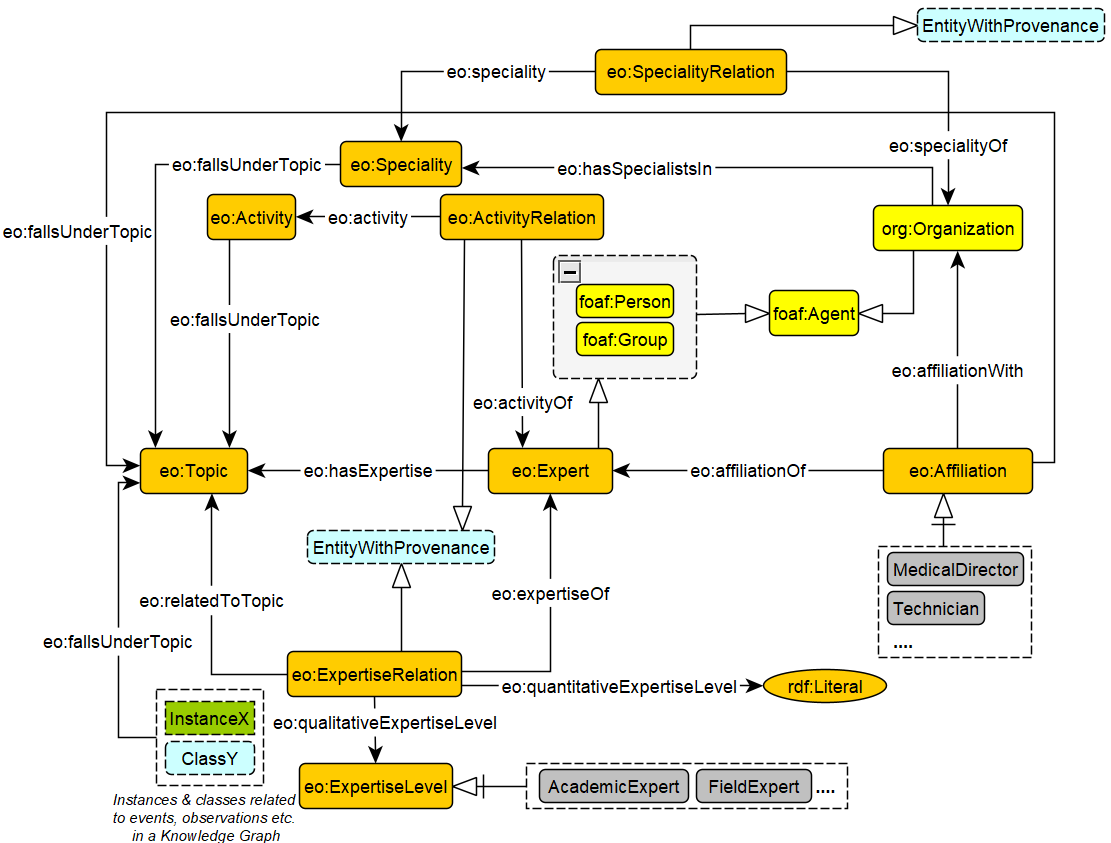 EntityWithProvenance
eo:speciality
eo:SpecialityRelation
eo:specialityOf
eo:fallsUnderTopic
eo:Speciality
eo:hasSpecialistsIn
eo:Activity
eo:activity
eo:ActivityRelation
org:Organization
eo:fallsUnderTopic
foaf:Person
foaf:Group
foaf:Agent
eo:fallsUnderTopic
eo:affiliationWith
eo:activityOf
eo:Topic
eo:hasExpertise
eo:Expert
eo:affiliationOf
eo:Affiliation
EntityWithProvenance
MedicalDirector
Technician
....
eo:relatedToTopic
eo:expertiseOf
eo:fallsUnderTopic
eo:ExpertiseRelation
eo:quantitativeExpertiseLevel
rdf:Literal
InstanceX
eo:qualitativeExpertiseLevel
ClassY
eo:ExpertiseLevel
AcademicExpert
FieldExpert
....
Instances & classes related
to events, observations etc.
in a Knowledge Graph